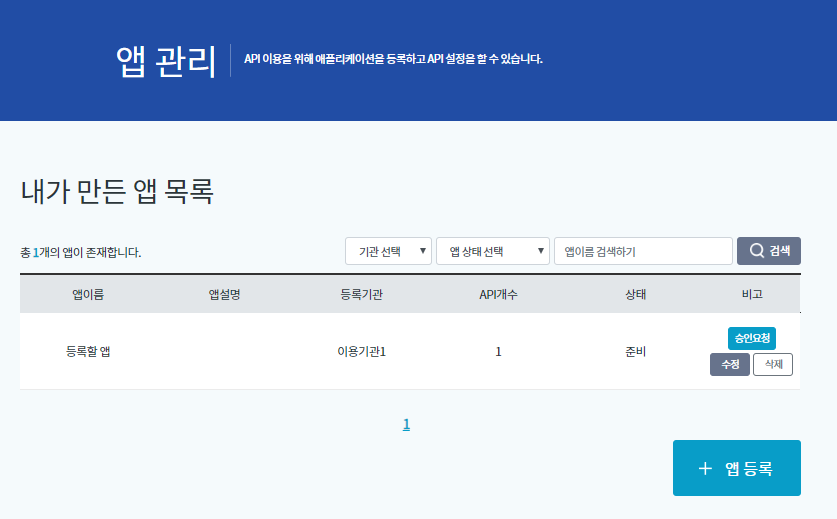 앱 관리
API 이용을 위해 애플리케이션을 등록하고 API 설정을 할 수 있습니다.
내가 만든 앱 목록
총 1개의 앱이 존재합니다.
기관 선택 앱 상태 선택 앱이름 검색하기 검색
앱이름 앱설명 등록기관 API개수 상태 비고
등록할 앱 이용기관1 1 준비
승인요청
수정 삭제
1
+ 앱 등록